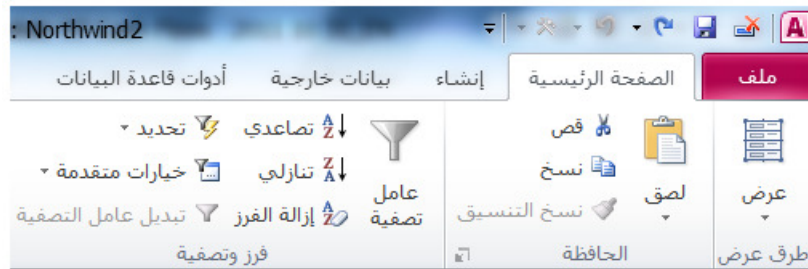 : Northwind2
ملف
الصفحة الرئيسية
إنشاء
بيانات خارجية
أدوات قاعدة البيانات
عرض
طرق عرض
لصق
قص
نسخ
نسخ التنسيق
الحافظة
عامل
تصفية
تصاعدي
تنازلي
إزالة الفرز
تحديد
خيارات متقدمة
تبديل عامل التصفية
فرز وتصفية